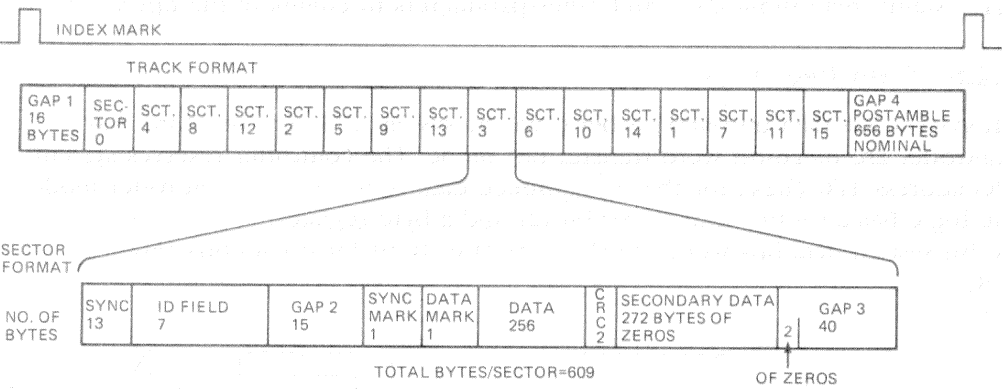 INDEX MARK
TRACK FORMAT
GAP 1
16
BYTES
SEC-
TOR
0
SCT.
4
SCT.
8
SCT.
12
SCT.
2
SCT.
5
SCT.
9
SCT.
13
SCT.
3
SCT.
6
SCT.
10
SCT.
14
SCT.
1
SCT.
7
SCT.
11
SCT.
15
GAP 4
POSTAMBLE
656 BYTES
NOMINAL
SECTOR
FORMAT
NO. OF
BYTES
SYNC
13
ID FIELD
7
GAP 2
15
SYNC
MARK
1
DATA
MARK
1
DATA
256
C
R
C
2
SECONDARY DATA
272 BYTES OF
ZEROS
2
GAP 3
40
OF ZEROS
TOTAL BYTES/SECTOR=609